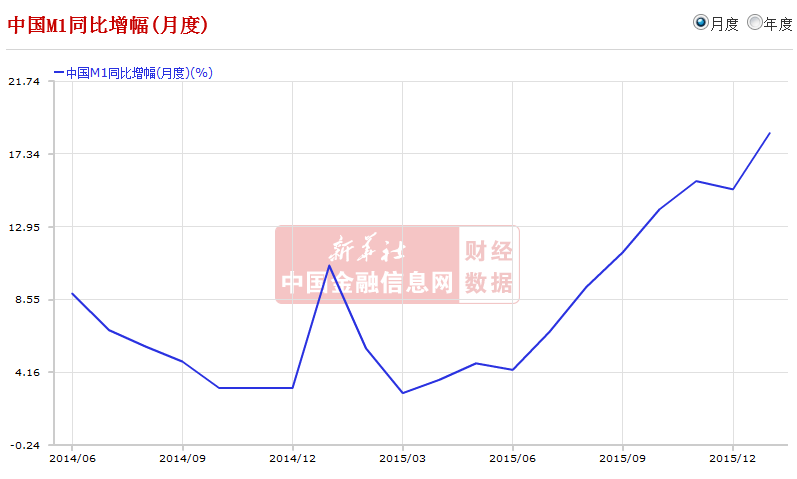 中国M1同比增幅(月度)
月度 年度
中国M1同比增幅(月度)(%)
21.74
17.34
12.95
8.55
4.16
-0.24
新华社
中国金融信息网
财经
数据
2014/06 2014/09 2014/12 2015/03 2015/06 2015/09 2015/12